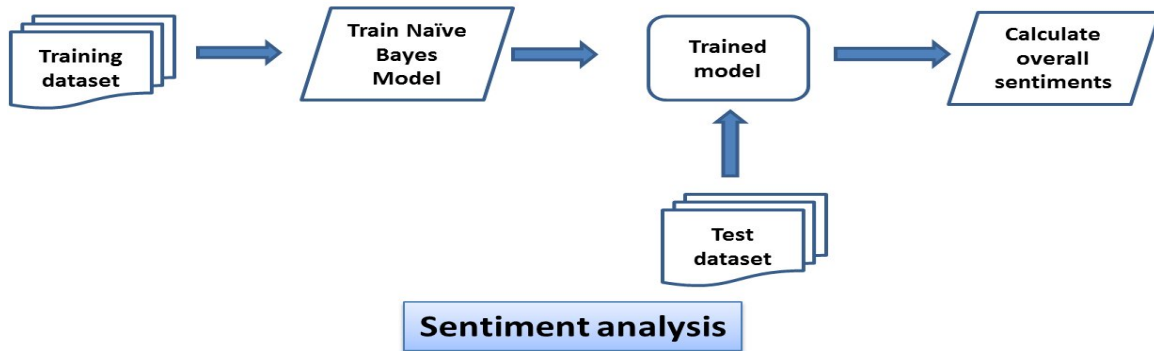 Training
dataset
Train Naïve
Bayes
Model
Trained
model
Calculate
overall
sentiments
Test
dataset
Sentiment analysis